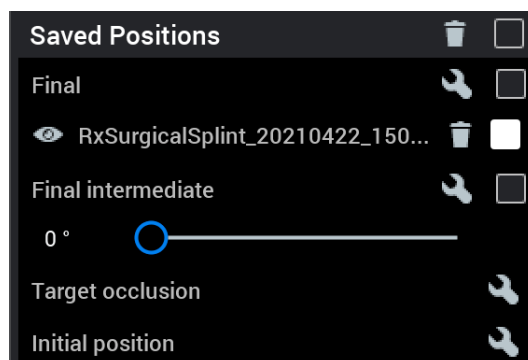 Saved Positions
Final
RxSurgicalSplint_20210422_150...
Final intermediate
0 °
Target occlusion
Initial position